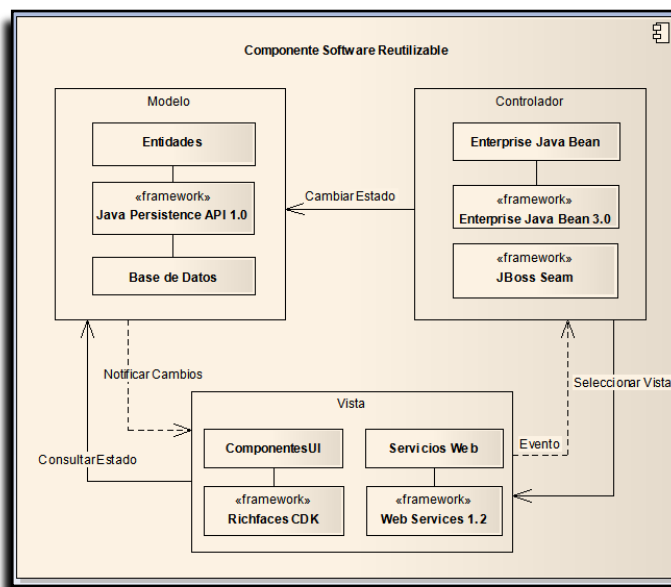 Componente Software Reutilizable
Modelo
Entidades
«framework»
Java Persistence API 1.0
Base de Datos
Cambiar Estado
Controlador
Enterprise Java Bean
«framework»
Enterprise Java Bean 3.0
«framework»
JBoss Seam
Notificar Cambios
Seleccionar Vista
Consultar Estado
Evento
Vista
ComponentesUI
«framework»
Richfaces CDK
Servicios Web
«framework»
Web Services 1.2